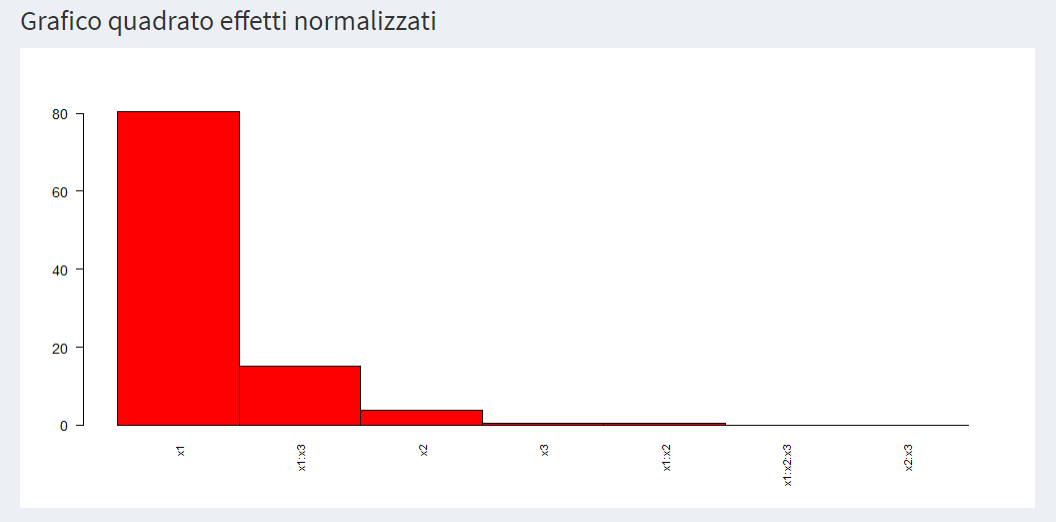 Grafico quadrato effetti normalizzati
80
60
40
20
0
x1
x1:x3
x2
x3
x1:x2
x1:x2:x3
x2:x3